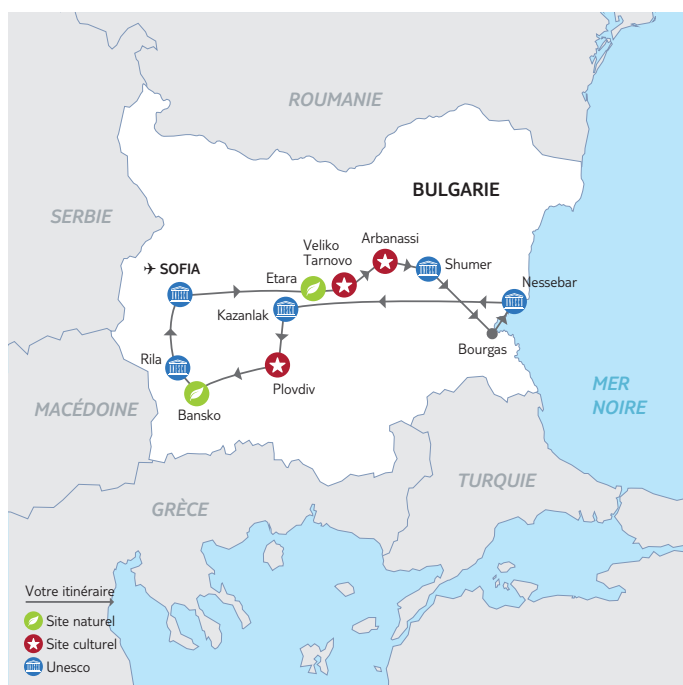 ROUMANIE
BULGARIE
SERBIE
Veliko
Tarnovo
Arbanassi
Shumer
SOFIA
Etara
Nessebar
Kazanlak
Bourgas
Rila
Plovdiv
Bansko
MER
NOIRE
MACÉDOINE
TURQUIE
GRÈCE
Votre itinéraire
Site naturel
Site culturel
Unesco